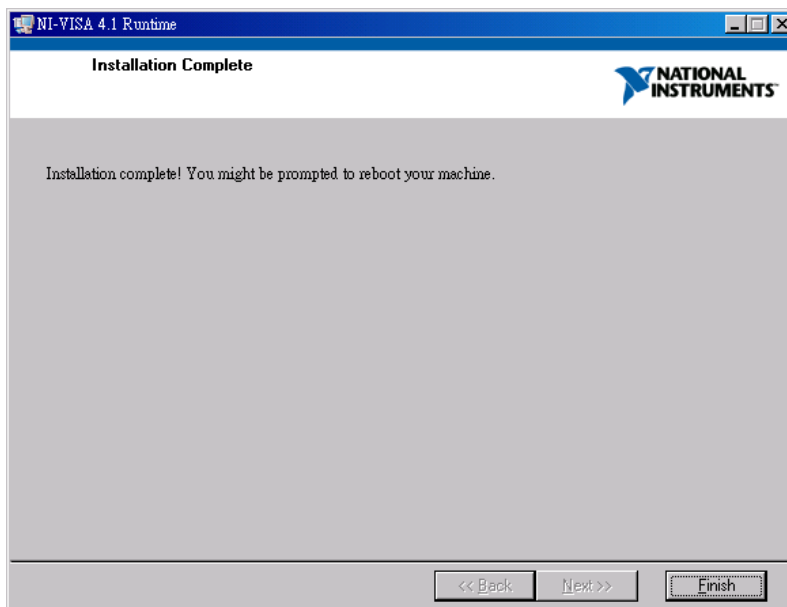 NI-VISA 4.1 Runtime
Installation Complete
NATIONAL
INSTRUMENTS™
Installation complete! You might be prompted to reboot your machine.
<< Back
Next >>
Finish